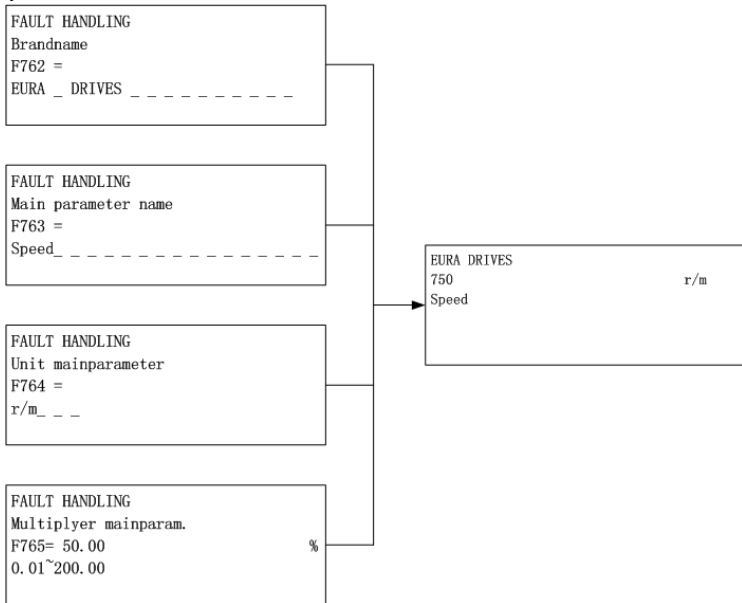 FAULT HANDLING
Brandname
F762 =
EURA _ DRIVES _ _ _ _ _ _ _ _ _ _
FAULT HANDLING
Main parameter name
F763 =
Speed_ _ _ _ _ _ _ _ _ _ _ _ _ _ _ _
FAULT HANDLING
Unit mainparameter
F764 =
r/m_ _ _
FAULT HANDLING
Multiplyer mainparam.
F765= 50.00 %
0.01~200.00
EURA DRIVES
750 r/m
Speed